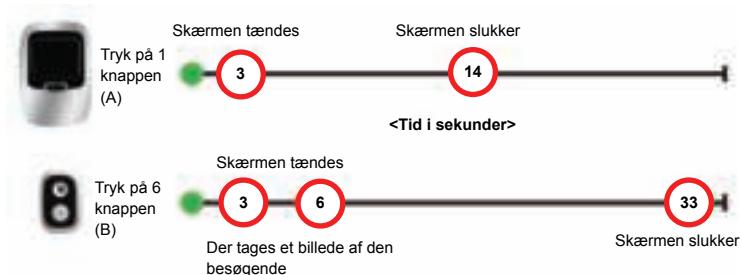 Skærmen tændes
Skærmen slukker
Tryk på 1
knappen
(A)
3
14
<Tid i sekunder>
Skærmen tændes
Tryk på 6
knappen
(B)
3
6
33
Der tages et billede af den
besøgende
Skærmen slukker